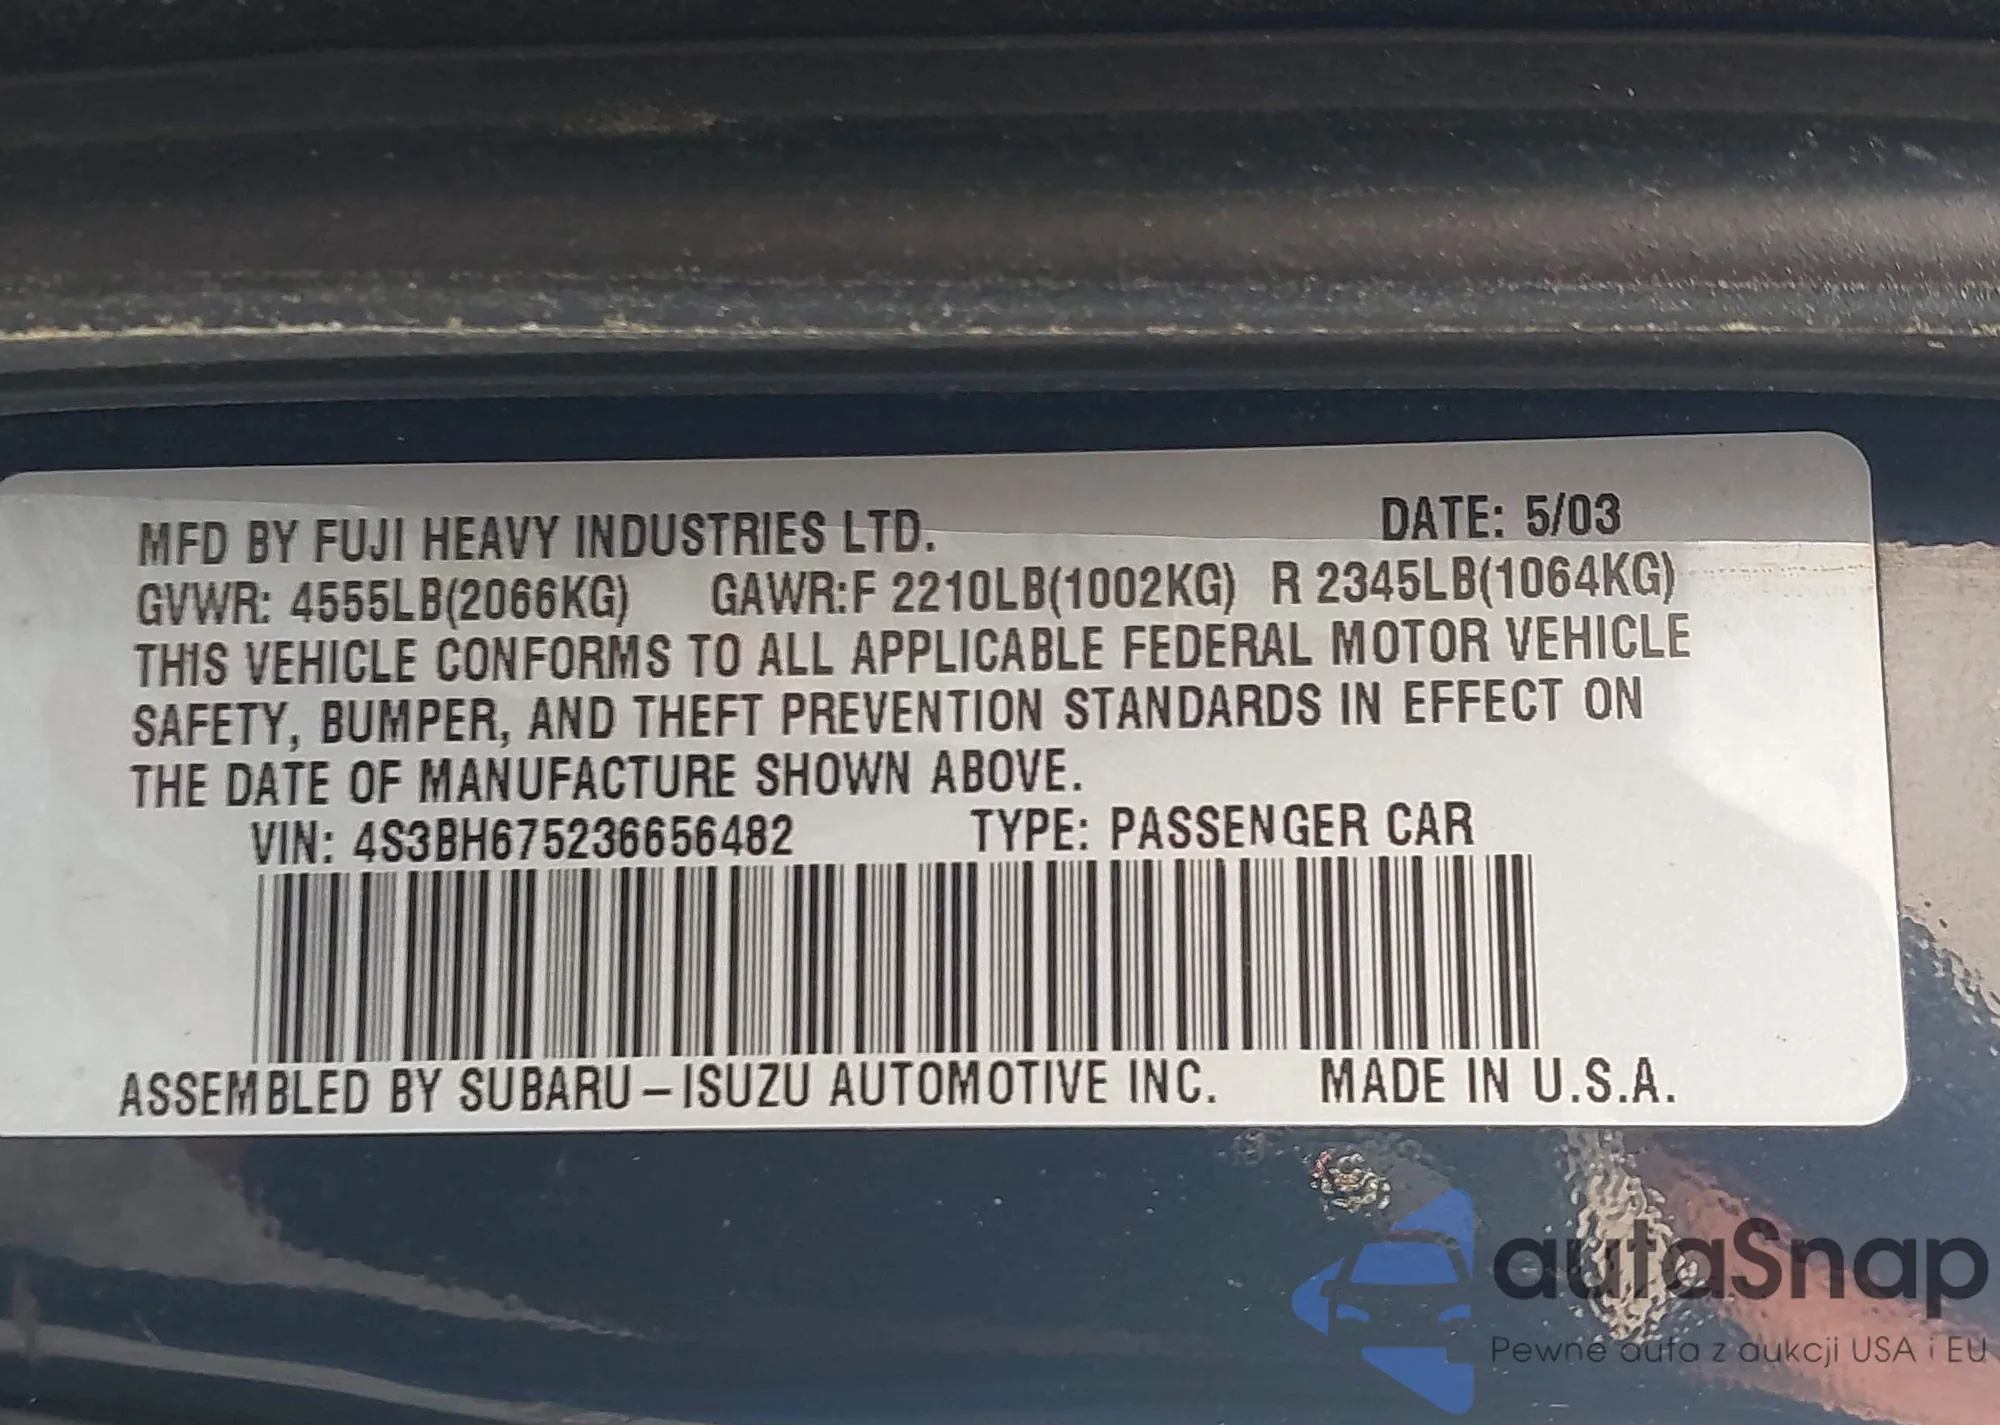 MFD BY FUJI HEAVY INDUSTRIES LTD. DATE: 5/03
GVWR: 4555LB(2066KG) GAWR:F 2210LB(1002KG) R 2345LB(1064KG)
THIS VEHICLE CONFORMS TO ALL APPLICABLE FEDERAL MOTOR VEHICLE
SAFETY, BUMPER, AND THEFT PREVENTION STANDARDS IN EFFECT ON
THE DATE OF MANUFACTURE SHOWN ABOVE.
VIN: 4S3BH675236656482 TYPE: PASSENGER CAR
ASSEMBLED BY SUBARU-ISUZU AUTOMOTIVE INC. MADE IN U.S.A.
autaSnap
Pewne auta z aukcji USA i EU